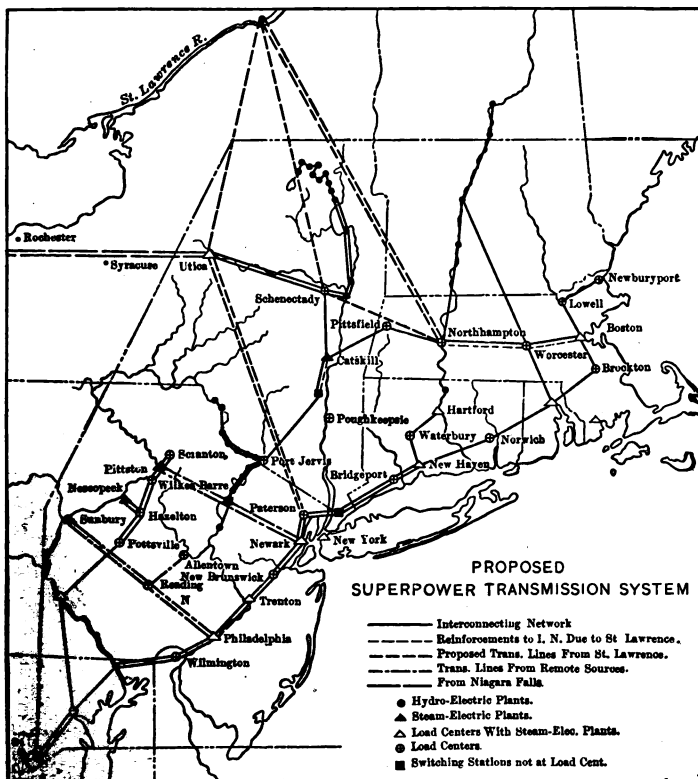 St. Lawrence R.
Rochester
Syracuse
Utica
Schenectady
Newburyport
Lowell
Pittsfield
Northhampton
Boston
Worcester
Catskill
Brockton
Hartford
Poughkeepsie
Waterbury
Norwich
Scranton
Port Jervis
New Haven
Pittston
Bridgeport
Wilkes Barre
Nescopeck
Paterson
Sunbury
Hazelton
Newark
New York
Pottsville
Allentown
New Brunswick
Reading
N
Trenton
Philadelphia
Wilmington
PROPOSED
SUPERPOWER TRANSMISSION SYSTEM
Interconnecting Network
Reinforcements to I. N. Due to St Lawrence.
Proposed Trans. Lines From St. Lawrence.
Trans. Lines From Remote Sources.
From Niagara Falls.
Hydro-Electric Plants.
Steam-Electric Plants.
Load Centers With Steam-Elec. Plants.
Load Centers.
Switching Stations not at Load Cent.